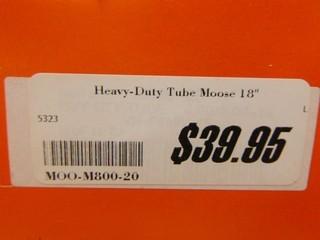 Heavy-Duty Tube Moose 18"
5323
$39.95
MOO-M800-20
L